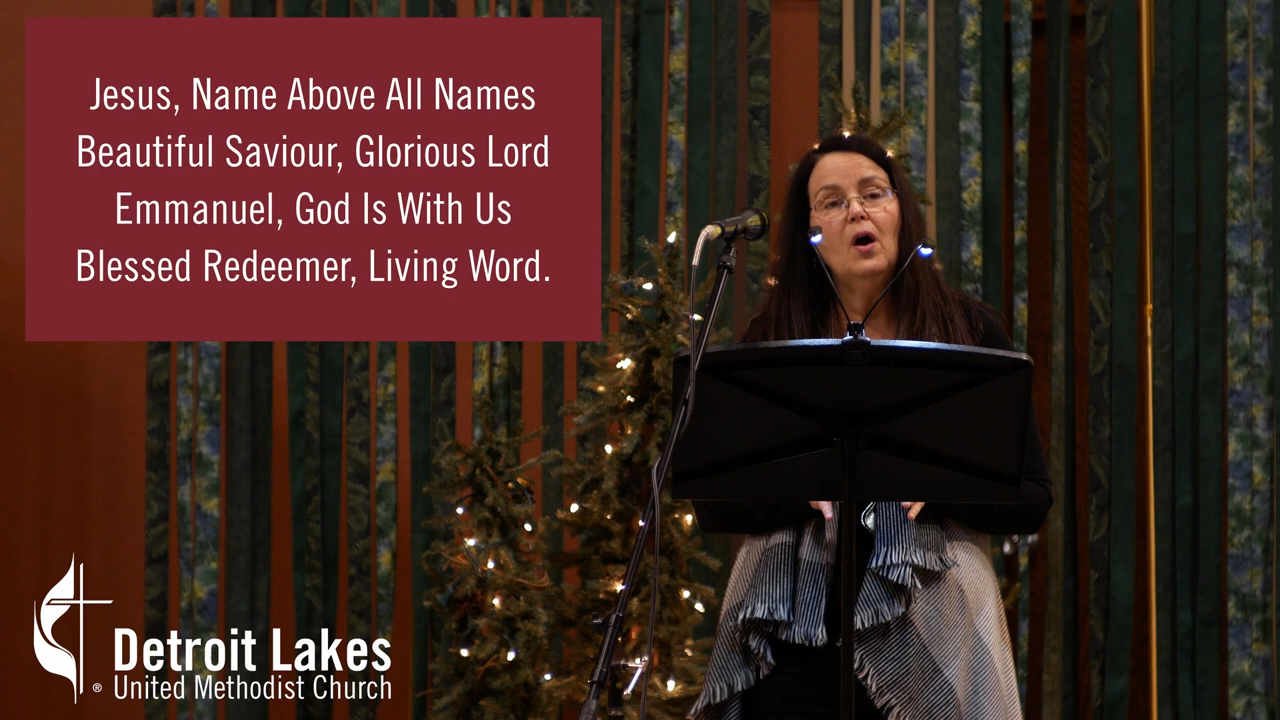 Jesus, Name Above All Names
Beautiful Saviour, Glorious Lord
Emmanuel, God Is With Us
Blessed Redeemer, Living Word.
Detroit Lakes
® United Methodist Church